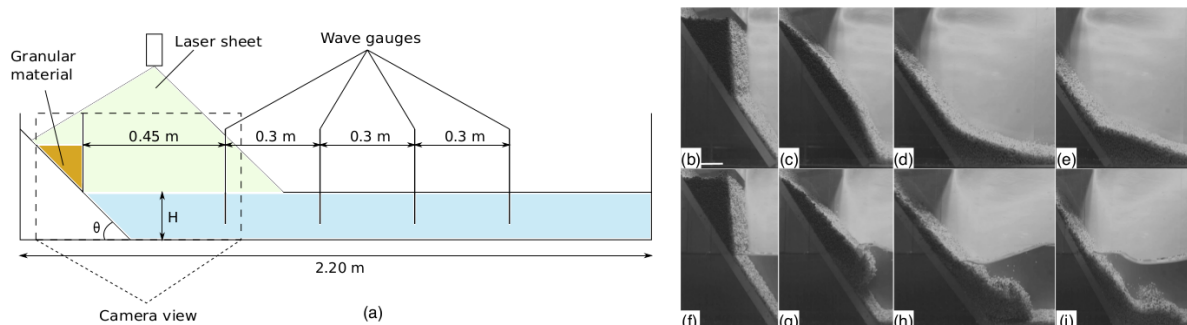 Laser sheet
Wave gauges
Granular
material
0.45 m
0.3 m
0.3 m
0.3 m
H
θ
2.20 m
Camera view
(a)
(b)
(c)
(d)
(e)
(f)
(g)
(h)
(i)